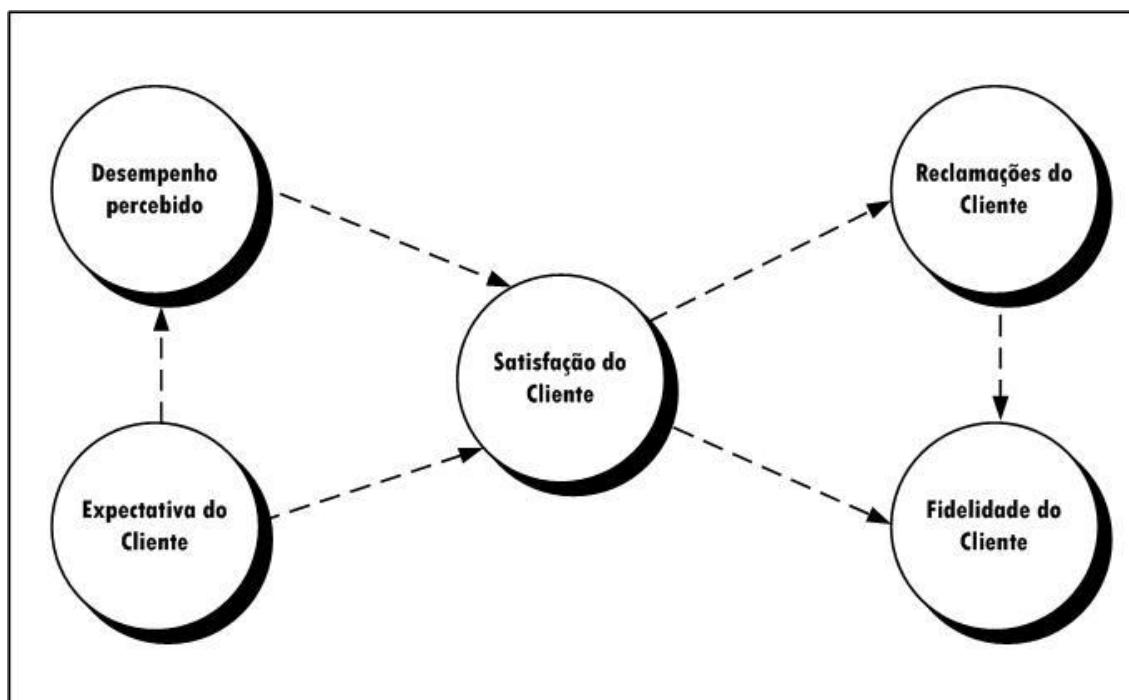 Desempenho
percebido
Reclamações do
Cliente
Satisfação do
Cliente
Expectativa do
Cliente
Fidelidade do
Cliente